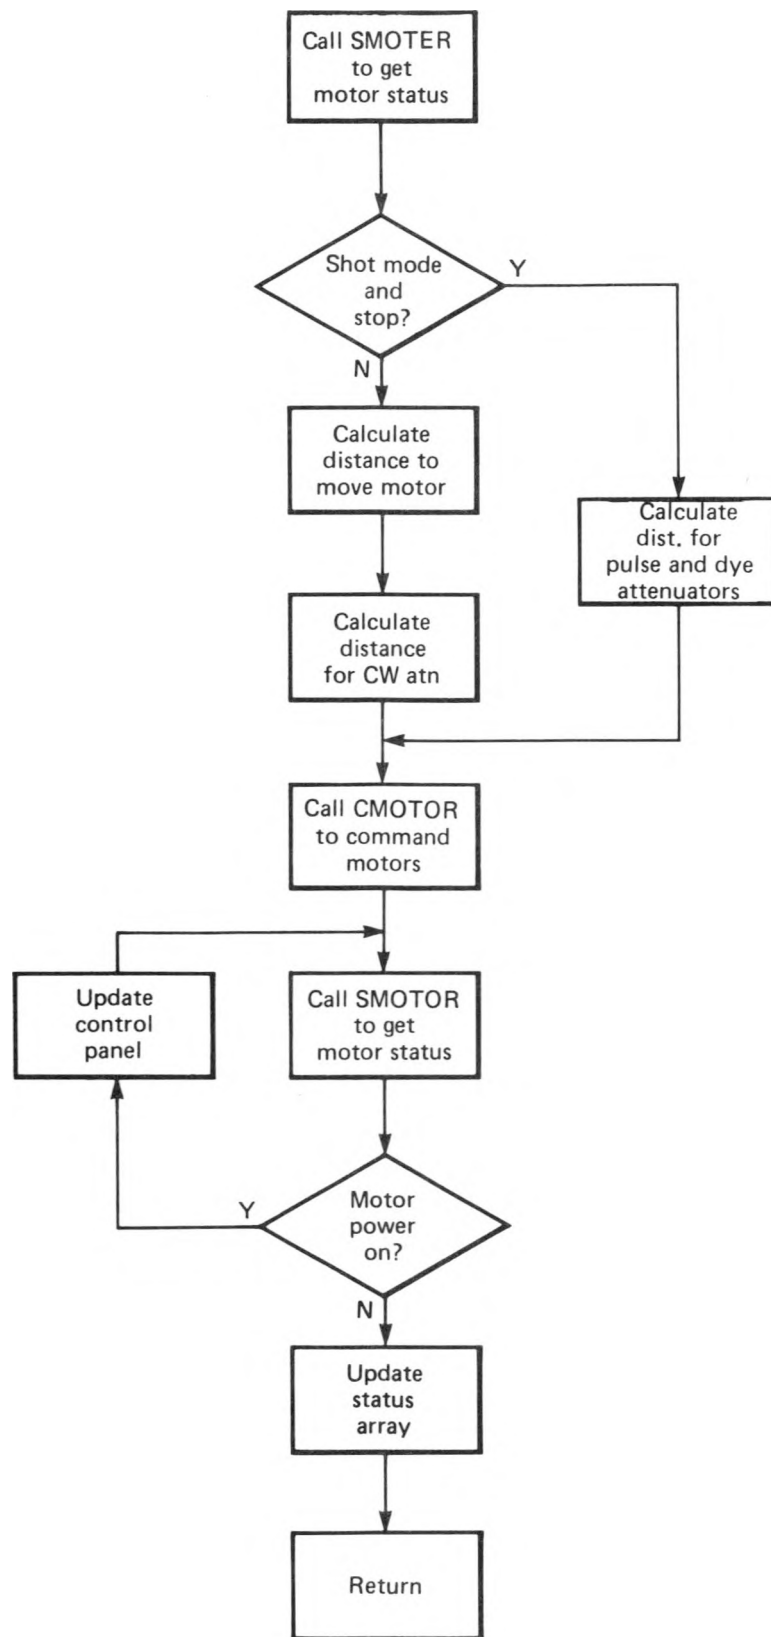 Call SMOTER
to get
motor status
Shot mode
and
stop?
Y
N
Calculate
distance to
move motor
Calculate
dist. for
pulse and dye
attenuators
Calculate
distance
for CW atn
Call CMOTOR
to command
motors
Update
control
panel
Call SMOTOR
to get
motor status
Y
Motor
power
on?
N
Update
status
array
Return